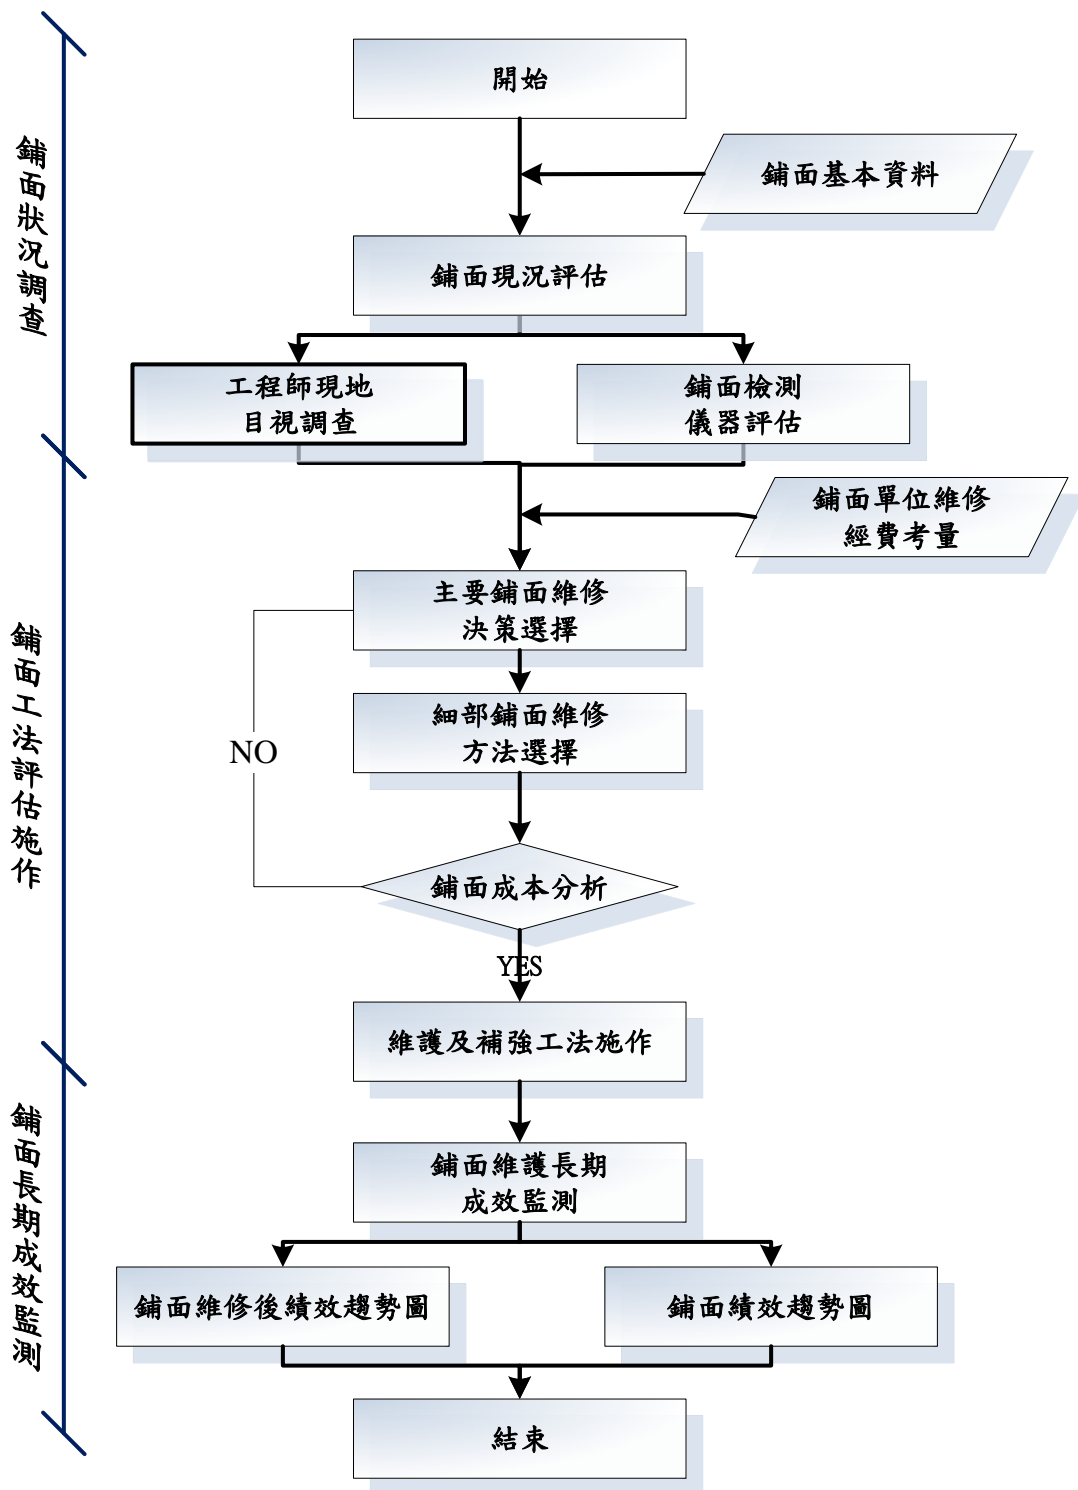 鋪面狀況調查
開始
鋪面基本資料
鋪面現況評估
工程師現地
目視調查
鋪面檢測
儀器評估
鋪面工法評估施作
鋪面單位維修
經費考量
主要鋪面維修
決策選擇
細部鋪面維修
方法選擇
NO
鋪面成本分析
YES
維護及補強工法施作
鋪面長期成效監測
鋪面維護長期
成效監測
鋪面維修後績效趨勢圖
鋪面績效趨勢圖
結束